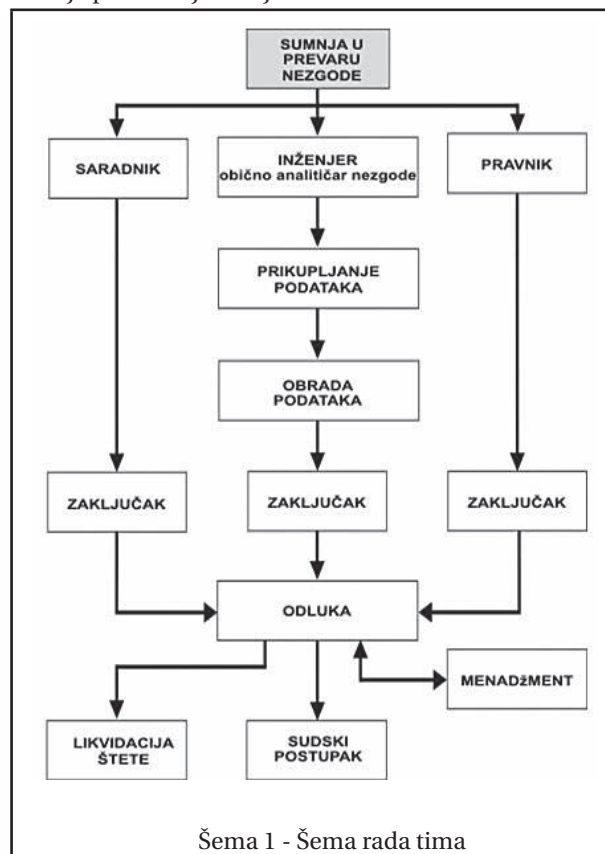 SUMNJA U
PREVARU
NEZGODE
SARADNIK
INŽENJER
obično analitičar nezgode
PRAVNIK
PRIKUPLJANJE
PODATAKA
OBRADA
PODATAKA
ZAKLJUČAK
ZAKLJUČAK
ZAKLJUČAK
ODLUKA
MENADžMENT
LIKVIDACIJA
ŠTETE
SUDSKI
POSTUPAK
Šema 1 - Šema rada tima